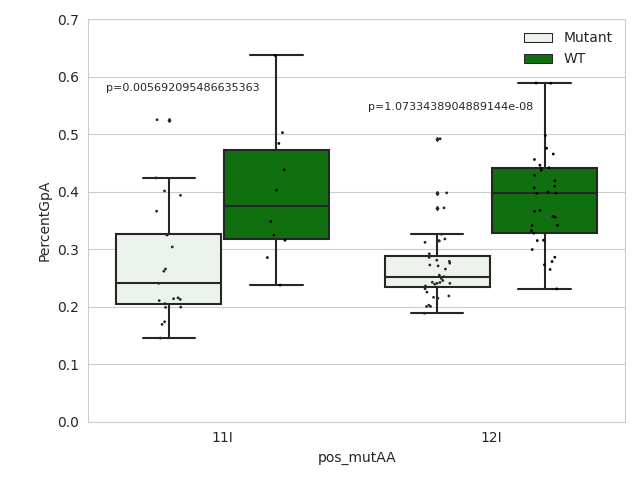 0.7
0.6
0.5
0.4
0.3
0.2
0.1
0.0
PercentGpA
p=0.005692095486635363
p=1.0733438904889144e-08
Mutant
WT
11I
12I
pos_mutAA